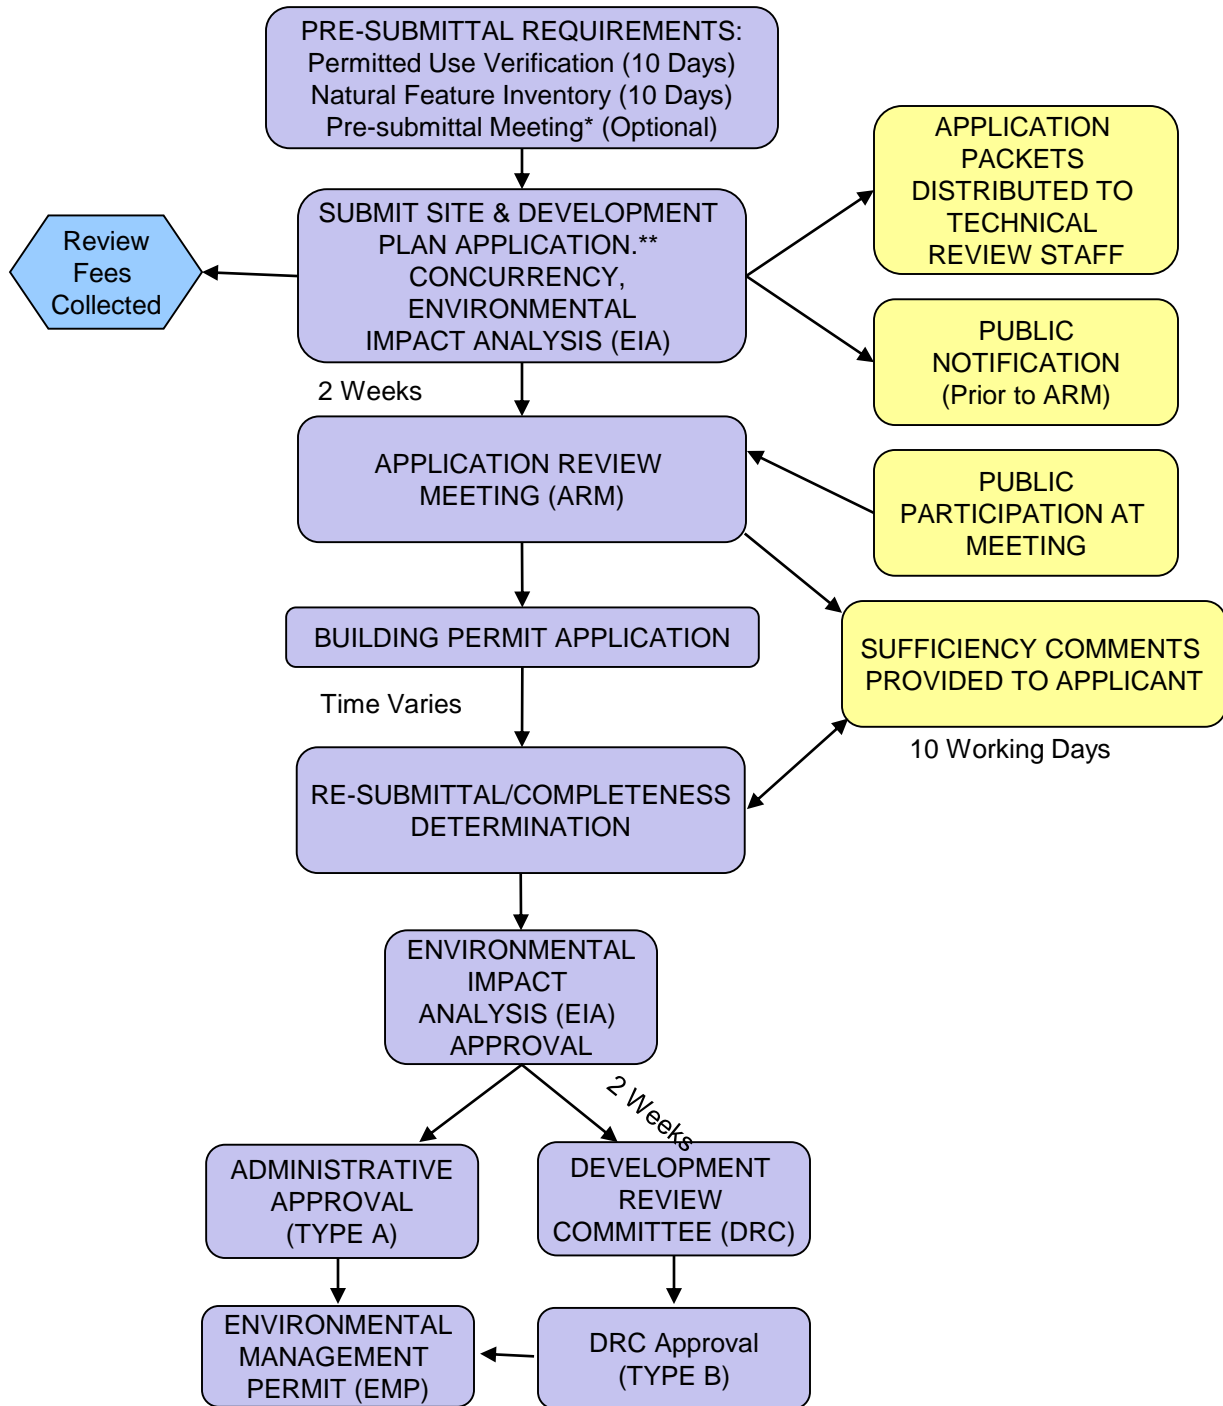 PRE-SUBMITTAL REQUIREMENTS:
Permitted Use Verification (10 Days)
Natural Feature Inventory (10 Days)
Pre-submittal Meeting* (Optional)
APPLICATION
PACKETS
DISTRIBUTED TO
TECHNICAL
REVIEW STAFF
SUBMIT SITE & DEVELOPMENT
PLAN APPLICATION.**
CONCURRENCY,
ENVIRONMENTAL
IMPACT ANALYSIS (EIA)
Review
Fees
Collected
PUBLIC
NOTIFICATION
(Prior to ARM)
2 Weeks
APPLICATION REVIEW
MEETING (ARM)
PUBLIC
PARTICIPATION AT
MEETING
BUILDING PERMIT APPLICATION
SUFFICIENCY COMMENTS
PROVIDED TO APPLICANT
Time Varies
10 Working Days
RE-SUBMITTAL/COMPLETENESS
DETERMINATION
ENVIRONMENTAL
IMPACT
ANALYSIS (EIA)
APPROVAL
2 Weeks
ADMINISTRATIVE
APPROVAL
(TYPE A)
DEVELOPMENT
REVIEW
COMMITTEE (DRC)
ENVIRONMENTAL
MANAGEMENT
PERMIT (EMP)
DRC Approval
(TYPE B)